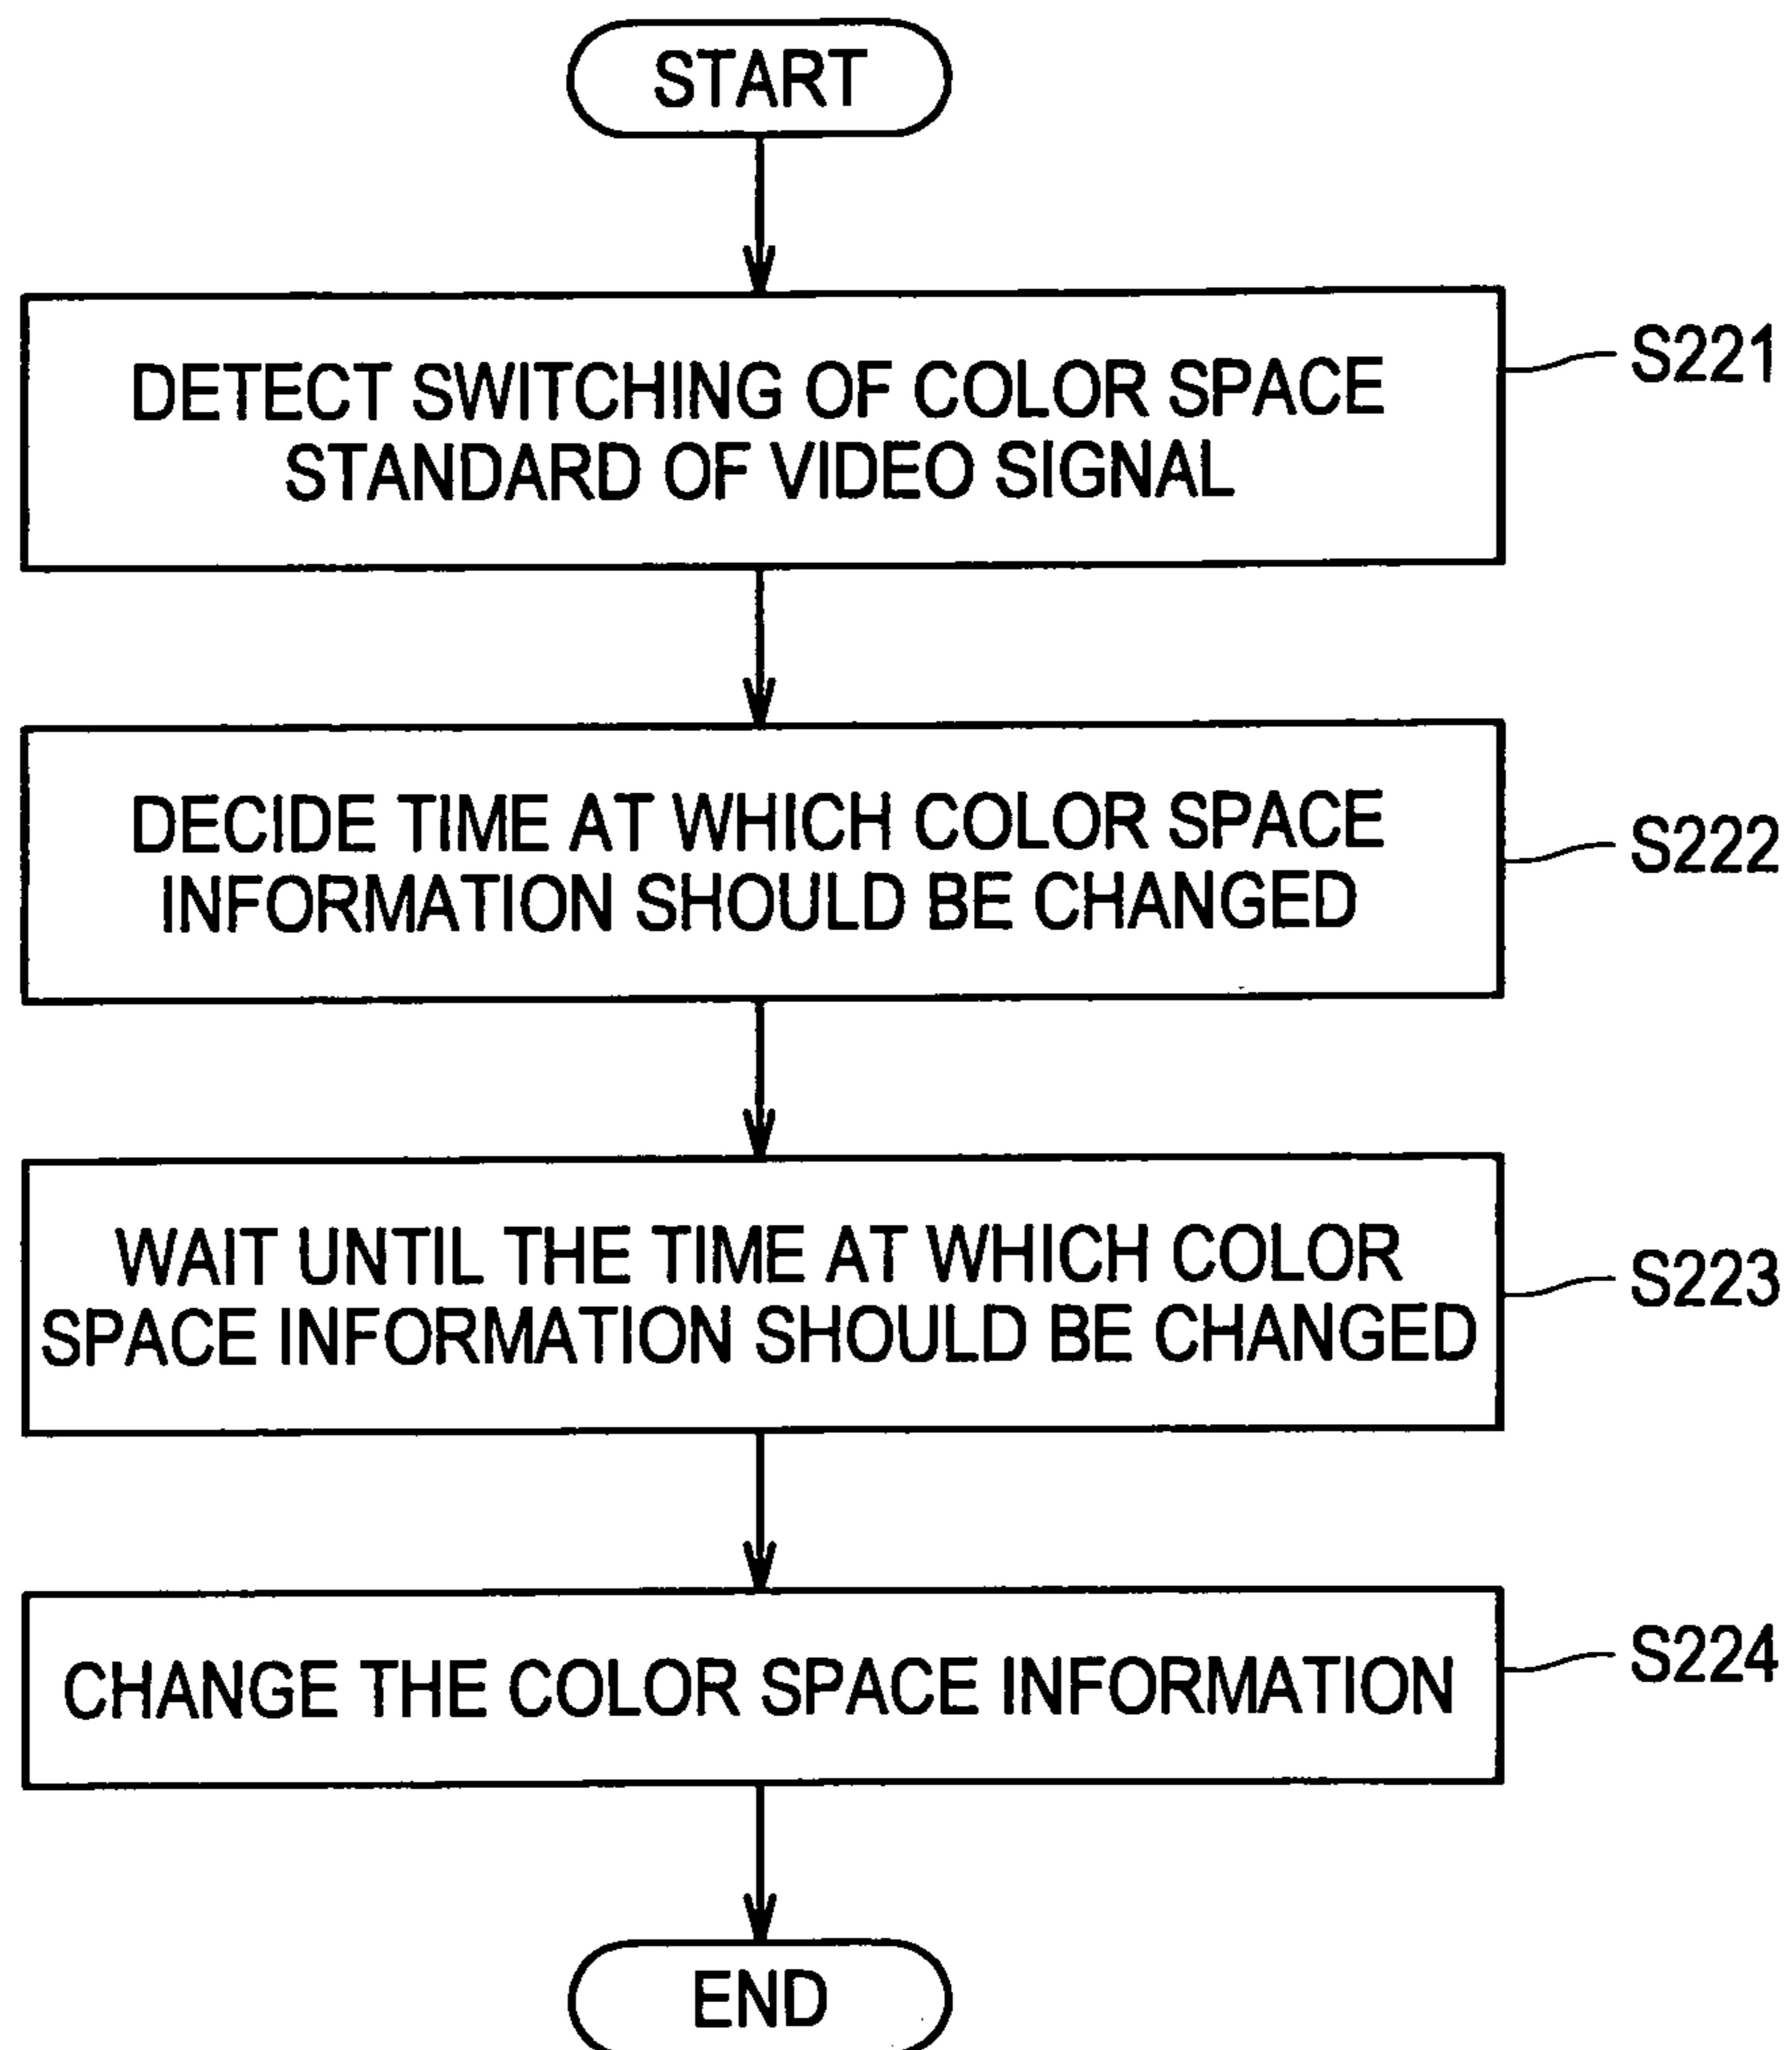 START
DETECT SWITCHING OF COLOR SPACE
STANDARD OF VIDEO SIGNAL
S221
DECIDE TIME AT WHICH COLOR SPACE
INFORMATION SHOULD BE CHANGED
S222
WAIT UNTIL THE TIME AT WHICH COLOR
SPACE INFORMATION SHOULD BE CHANGED
S223
CHANGE THE COLOR SPACE INFORMATION
S224
END